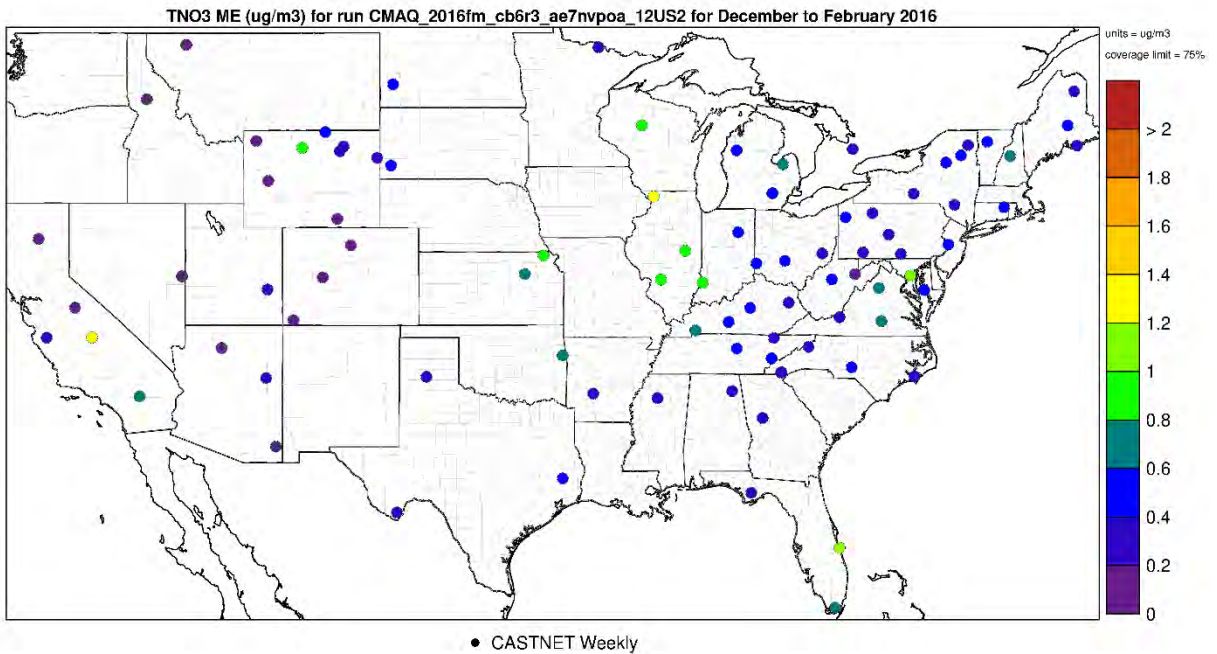 TNO3 ME (ug/m3) for run CMAQ_2016fm_cb6r3_ae7nvpoa_12US2 for December to February 2016
units = ug/m3
coverage limit = 75%
> 2
1.8
1.6
1.4
1.2
1
0.8
0.6
0.4
0.2
0
CASTNET Weekly